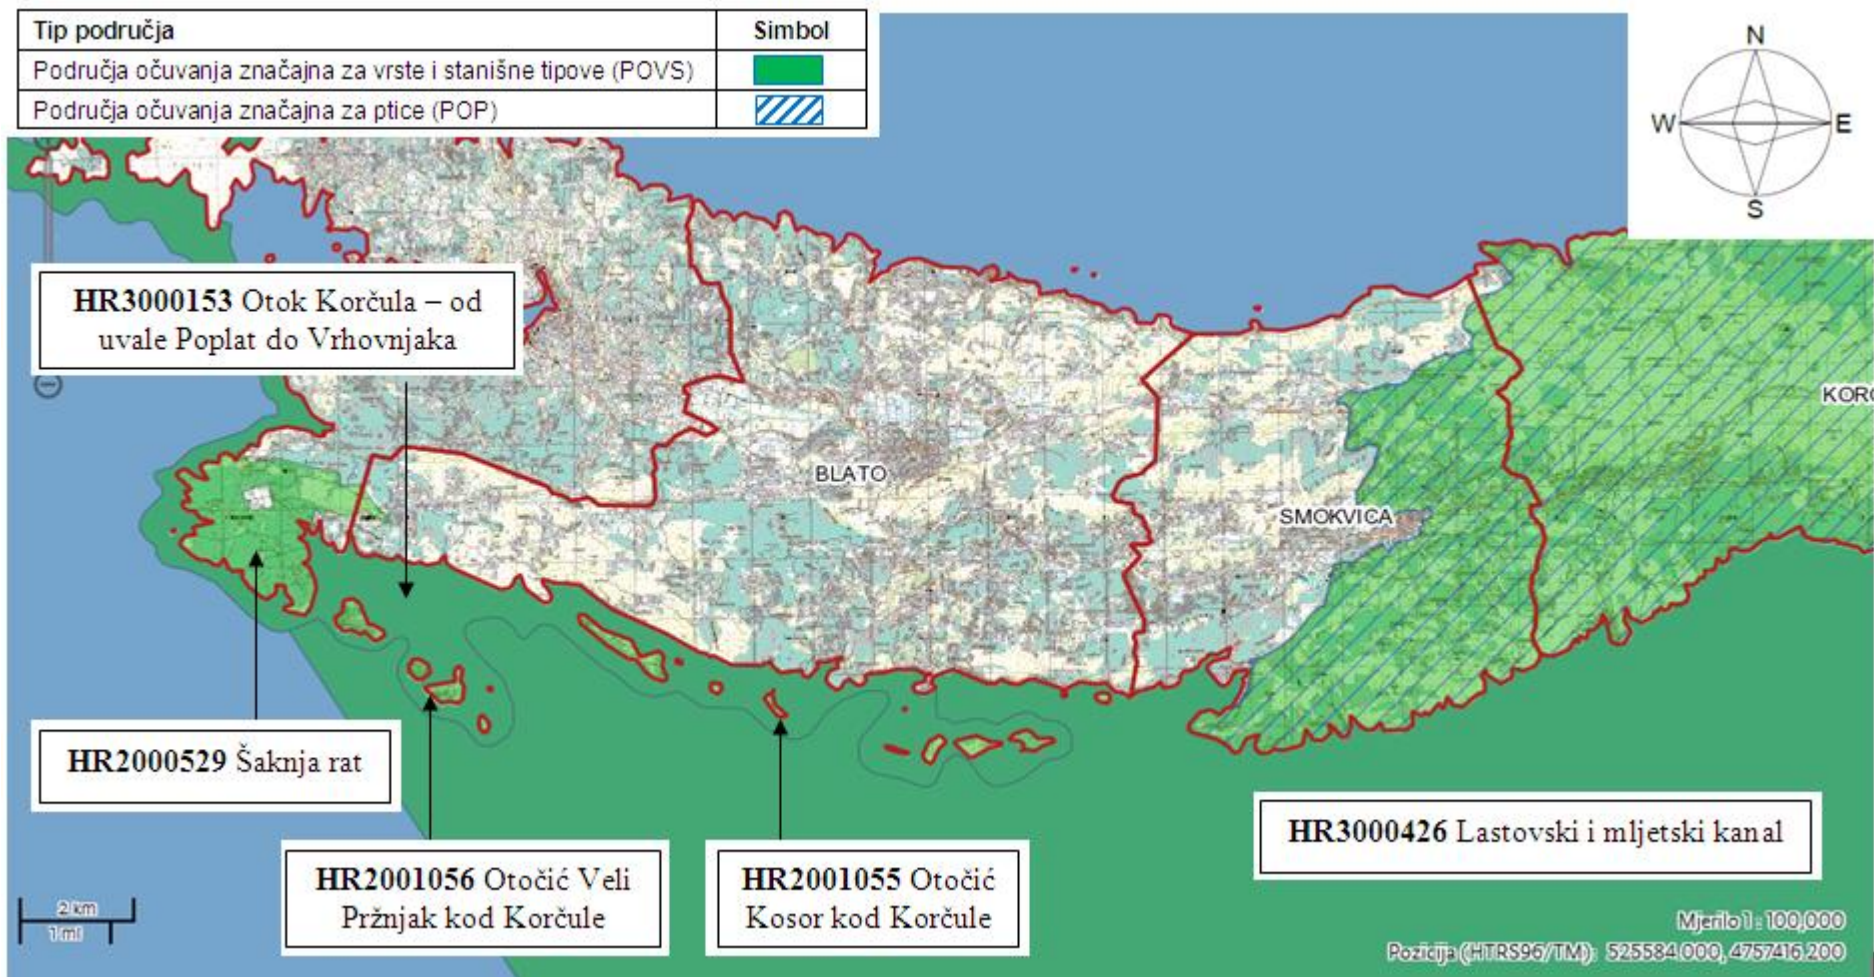 Tip područja Simbol
Područja očuvanja značajna za vrste i stanišne tipove (POVS)
Područja očuvanja značajna za ptice (POP)
N
W E
S
HR3000153 Otok Korčula – od
uvale Poplat do Vrhovnjaka
KORČ
BLATO
SMOKVICA
HR2000529 Šaknja rat
HR3000426 Lastovski i mljetski kanal
HR2001056 Otočić Veli
Pržnjak kod Korčule
HR2001055 Otočić
Kosor kod Korčule
2 km
1 mi
Mjerilo 1 : 100,000
Pozicija (HTRS96/TM): 525584.000, 4757416.200